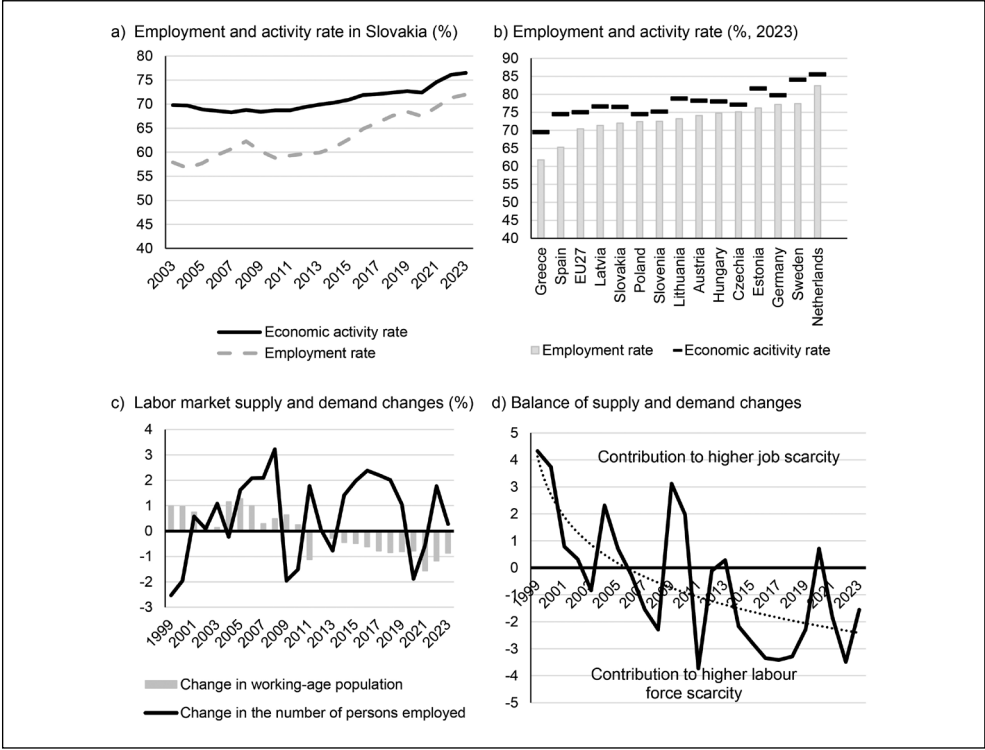 a) Employment and activity rate in Slovakia (%)
80
75
70
65
60
55
50
45
40
2003
2005
2007
2009
2011
2013
2015
2017
2019
2021
2023
Economic activity rate
Employment rate
b) Employment and activity rate (%, 2023)
90
85
80
75
70
65
60
55
50
45
40
Greece
Spain
EU27
Latvia
Slovakia
Poland
Slovenia
Lithuania
Austria
Hungary
Czechia
Estonia
Germany
Sweden
Netherlands
Employment rate
Economic acitivity rate
c) Labor market supply and demand changes (%)
4
3
2
1
0
-1
-2
-3
1999
2001
2003
2005
2007
2009
2011
2013
2015
2017
2019
2021
2023
Change in working-age population
Change in the number of persons employed
d) Balance of supply and demand changes
5
4
3
2
1
0
-1
-2
-3
-4
-5
Contribution to higher job scarcity
1999
2001
2003
2005
2007
2009
2011
2013
2015
2017
2019
2021
2023
Contribution to higher labour
force scarcity